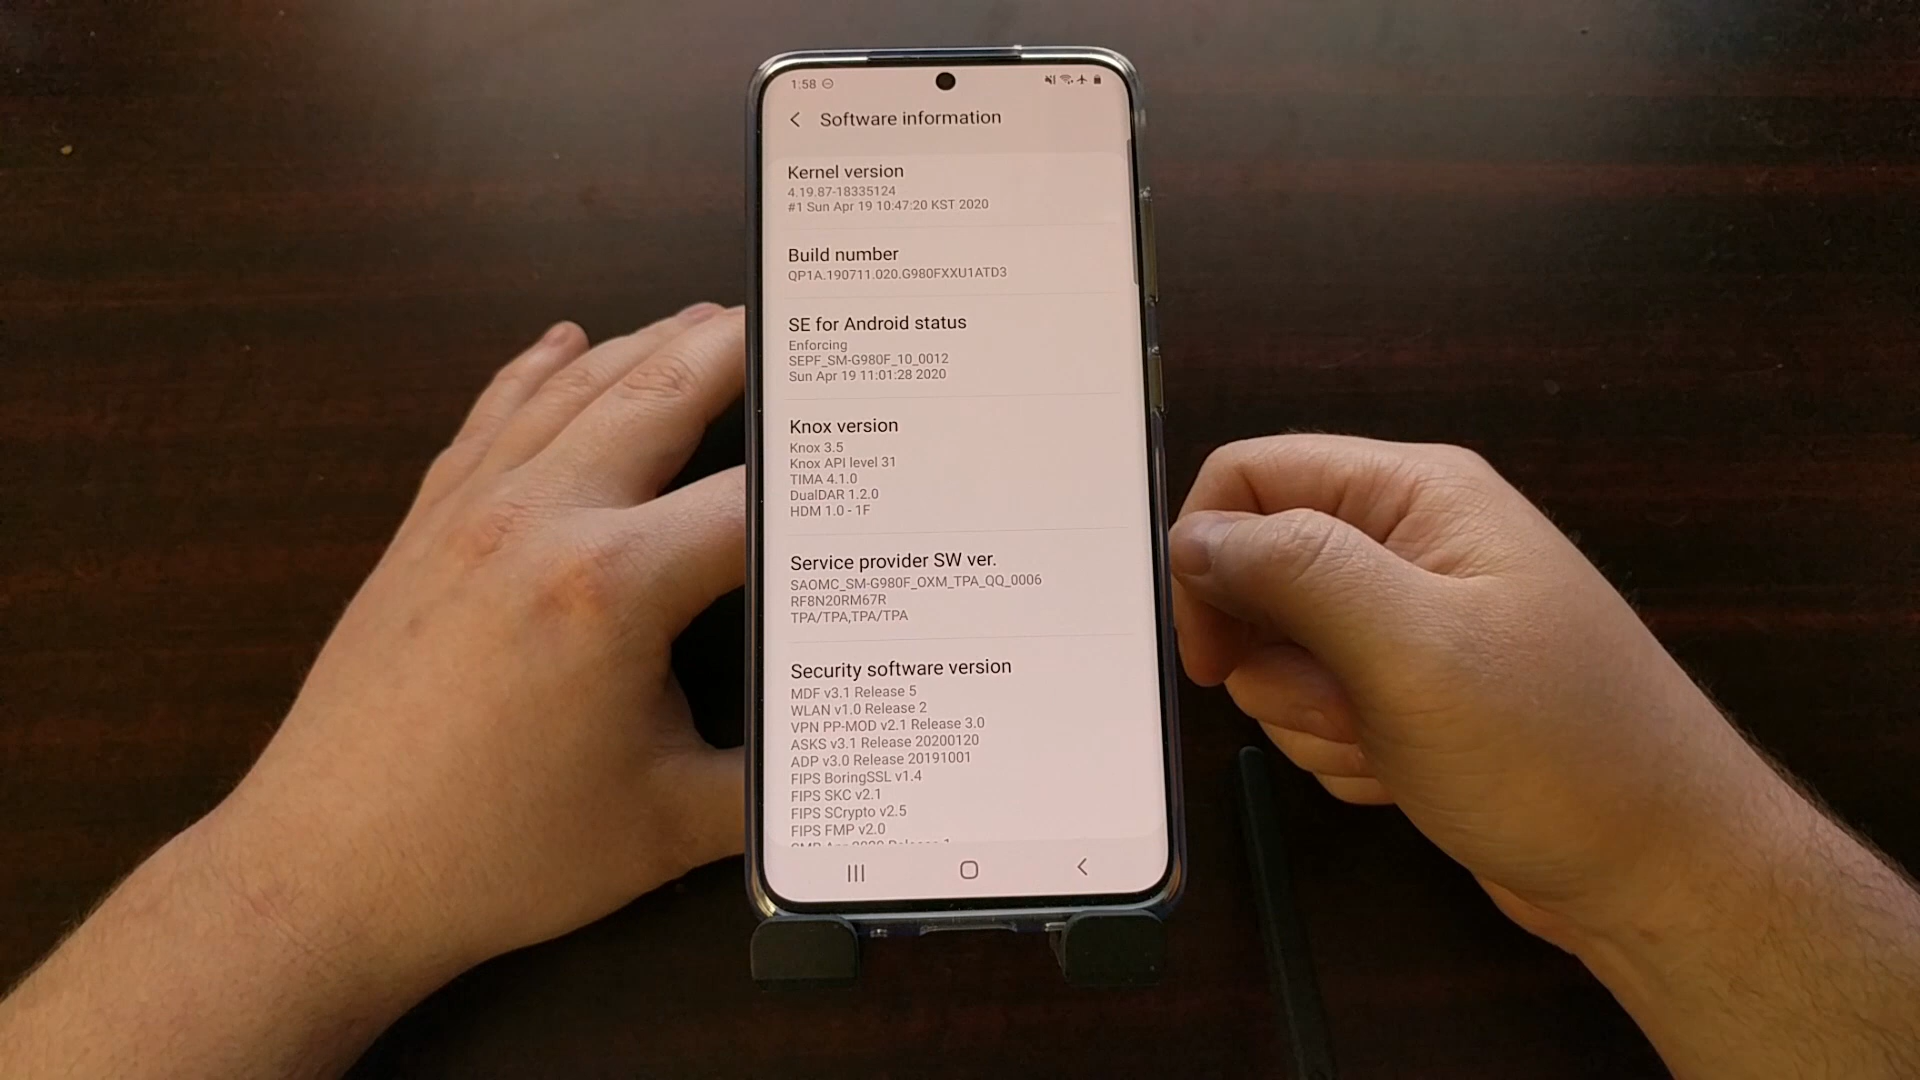 1:58
Software information
Kernel version
4.19.87-18335124
#1 Sun Apr 19 10:47:20 KST 2020
Build number
QP1A.190711.020.G980FXXU1ATD3
SE for Android status
Enforcing
SEPF_SM-G980F_10_0012
Sun Apr 19 11:01:28 2020
Knox version
Knox 3.5
Knox API level 31
TIMA 4.1.0
DualDAR 1.2.0
HDM 1.0 - 1F
Service provider SW ver.
SAOMC_SM-G980F_OXM_TPA_QQ_0006
RF8N20RM67R
TPA/TPA,TPA/TPA
Security software version
MDF v3.1 Release 5
WLAN v1.0 Release 2
VPN PP-MOD v2.1 Release 3.0
ASKS v3.1 Release 20200120
ADP v3.0 Release 20191001
FIPS BoringSSL v1.4
FIPS SKC v2.1
FIPS SCrypto v2.5
FIPS FMP v2.0